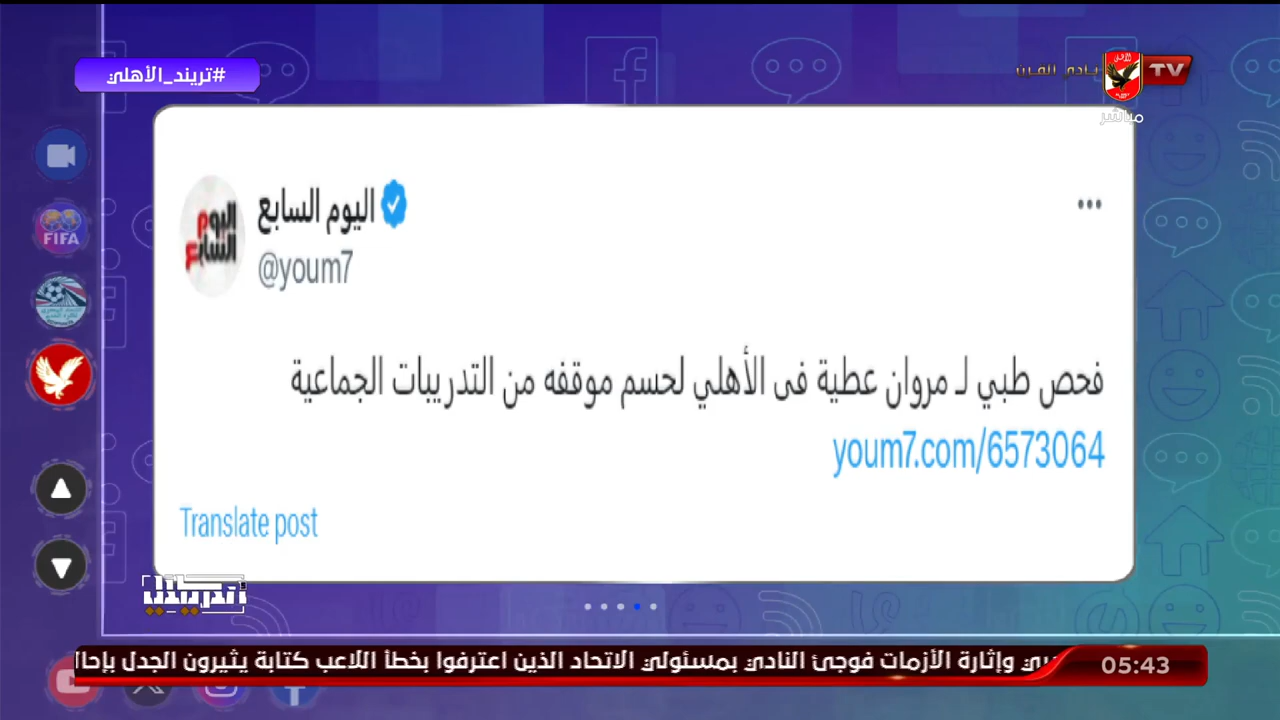 #تريند_الأهلي
نادي القرن
TV
مباشر
اليوم السابع
@youm7
فحص طبي لـ مروان عطية فى الأهلي لحسم موقفه من التدريبات الجماعية
youm7.com/6573064
Translate post
FIFA
وإثارة الأزمات فوجئ النادي بمسئولي الاتحاد الذين اعترفوا بخطأ اللاعب كتابة يثيرون الجدل
05:43